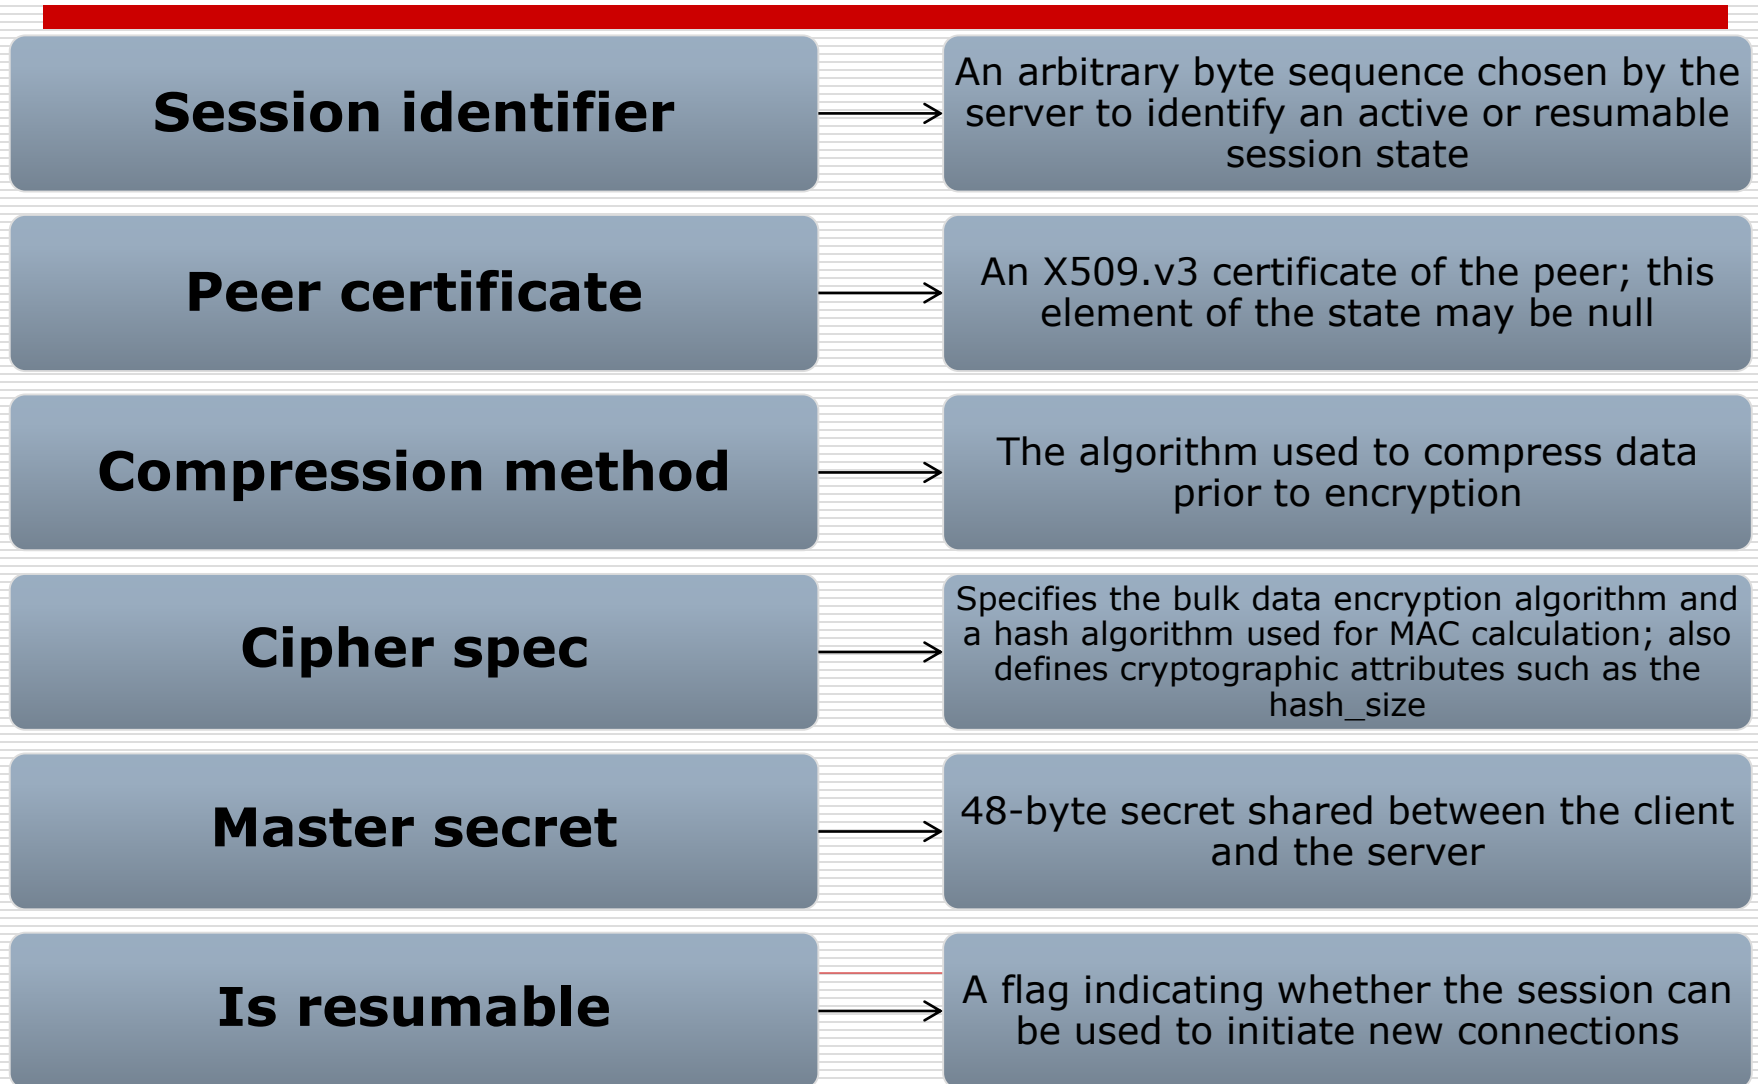 Session identifier
An arbitrary byte sequence chosen by the
server to identify an active or resumable
session state
Peer certificate
An X509.v3 certificate of the peer; this
element of the state may be null
Compression method
The algorithm used to compress data
prior to encryption
Cipher spec
Specifies the bulk data encryption algorithm and
a hash algorithm used for MAC calculation; also
defines cryptographic attributes such as the
hash_size
Master secret
48-byte secret shared between the client
and the server
Is resumable
A flag indicating whether the session can
be used to initiate new connections